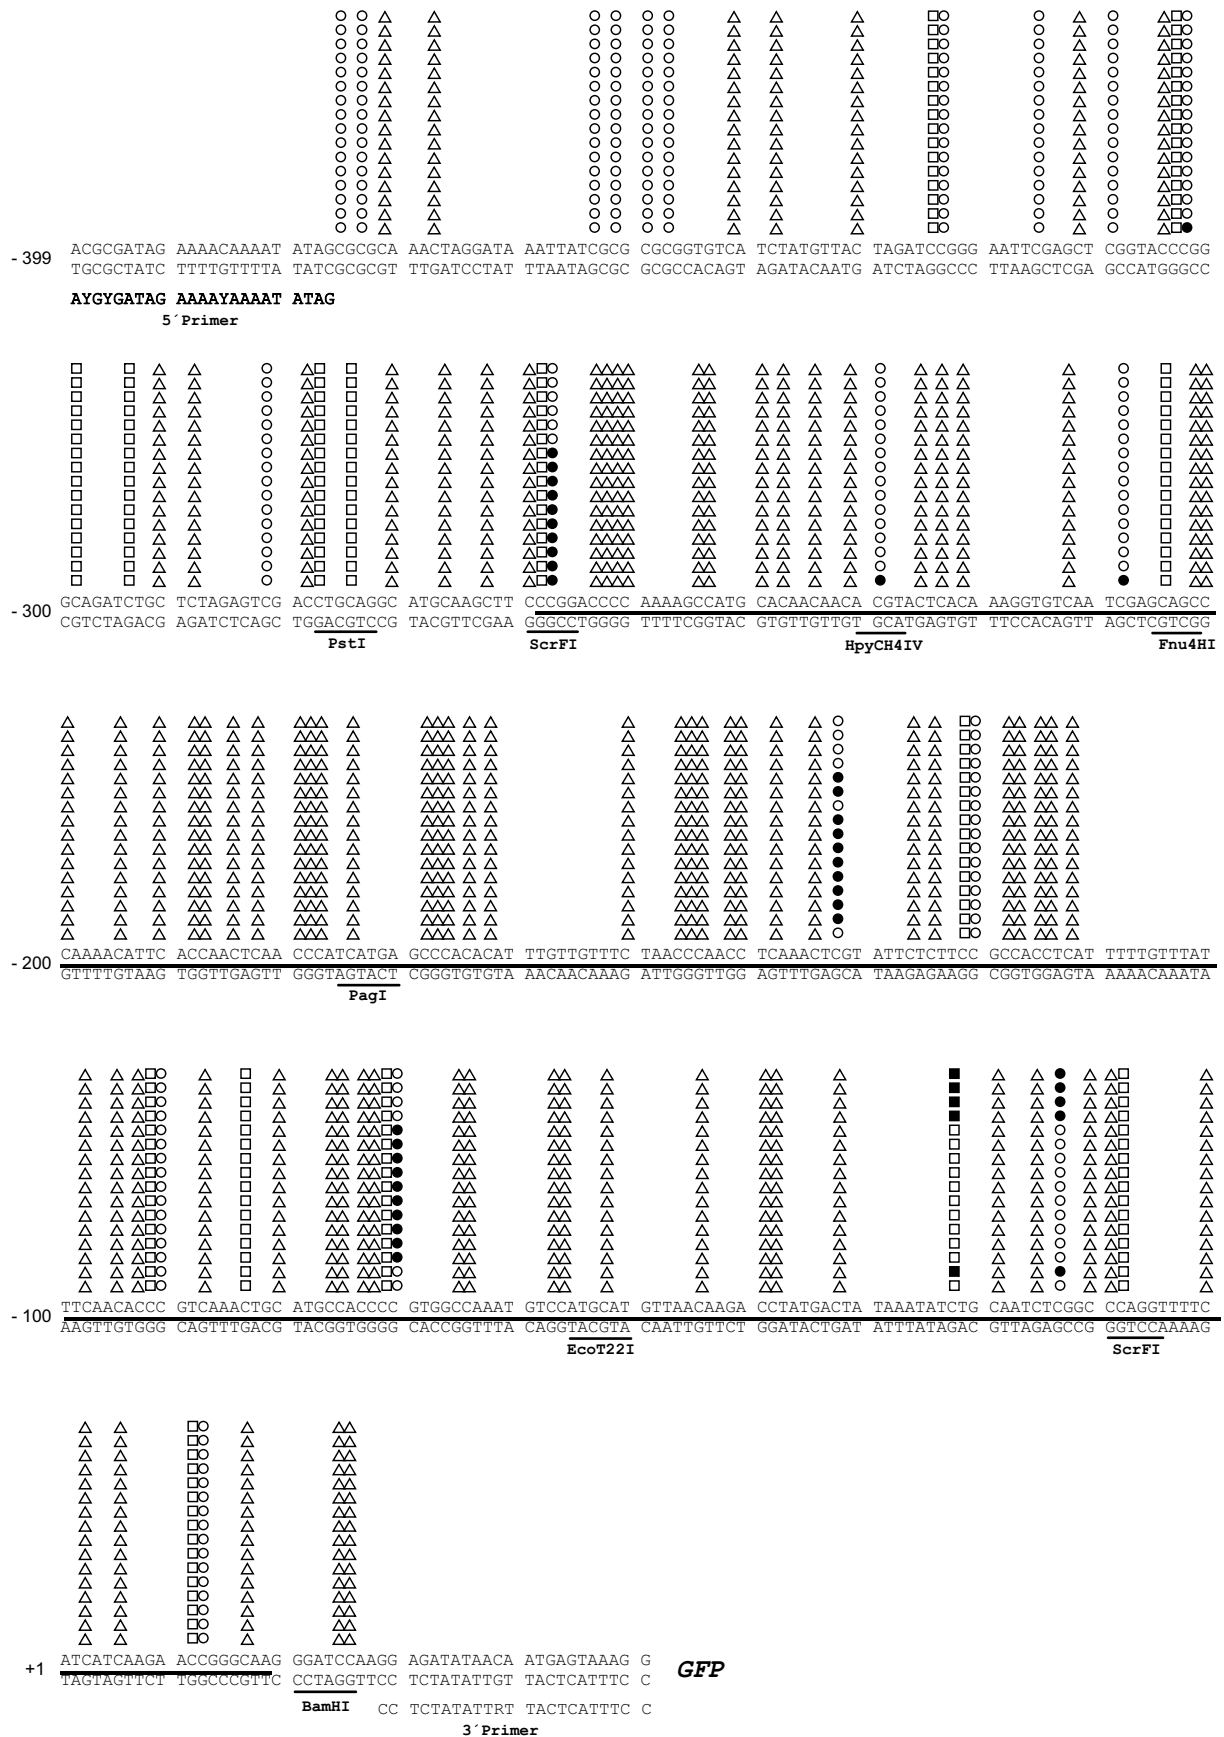 - 399 ACGCGATAG AAAACAAAAT ATAGCGCGCA AACTAGGATA AATTATCGCG CGCGGTGTCA TCTATGTTAC TAGATCCGGG AATTCGAGCT CGGTACCCGG
TGCGCTATC TTTTGTTTTA TATCGCGCGT TTGATCCTAT TTAATAGCGC GCGCCACAGT AGATACAATG ATCTAGGCCC TTAAGCTCGA GCCATGGGCC
AYGYGATAG AAAAYAAAAT ATAG
5´Primer
- 300 GCAGATCTGC TCTAGAGTCG ACCTGCAGGC ATGCAAGCTT CCCGGACCCC AAAAGCCATG CACAACAACA CGTACTCACA AAGGTGTCAA TCGAGCAGCC
CGTCTAGACG AGATCTCAGC TGGACGTCCG TACGTTCGAA GGGCCTGGGG TTTTCGGTAC GTGTTGTTGT GCATGAGTGT TTCCACAGTT AGCTCGTCGG
PstI ScrFI HpyCH4IV Fnu4HI
- 200 CAAAACATTC ACCAACTCAA CCCATCATGA GCCCACACAT TTGTTGTTTC TAACCCAACC TCAAACTCGT ATTCTCTTCC GCCACCTCAT TTTTGTTTAT
GTTTTGTAAG TGGTTGAGTT GGGTAGTACT CGGGTGTGTA AACAACAAAG ATTGGGTTGG AGTTTGAGCA TAAGAGAAGG CGGTGGAGTA AAAACAAATA
PagI
- 100 TTCAACACCC GTCAAACTGC ATGCCACCCC GTGGCCAAAT GTCCATGCAT GTTAACAAGA CCTATGACTA TAAATATCTG CAATCTCGGC CCAGGTTTTC
AAGTTGTGGG CAGTTTGACG TACGGTGGGG CACCGGTTTA CAGGTACGTA CAATTGTTCT GGATACTGAT ATTTATAGAC GTTAGAGCCG GGTCCAAAAG
EcoT22I ScrFI
+1 ATCATCAAGA ACCGGGCAAG GGATCCAAGG AGATATAACA ATGAGTAAAG G GFP
TAGTAGTTCT TGGCCCGTTC CCTAGGTTCC TCTATATTGT TACTCATTTC C
BamHI CC TCTATATTRT TACTCATTTC C
3´Primer